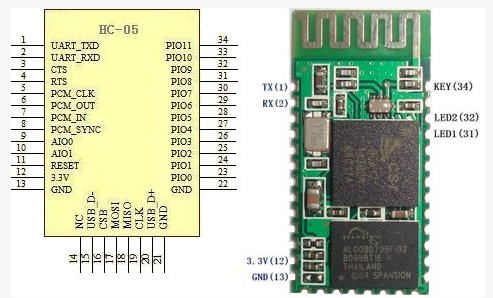 HC-05
1 UART_TXD PIO11 34
2 UART_RXD PIO10 33
3 CTS PIO9 32
4 RTS PIO8 31
5 PCM_CLK PIO7 30
6 PCM_OUT PIO6 29
7 PCM_IN PIO5 28
8 PCM_SYNC PIO4 27
9 AIO0 PIO3 26
10 AIO1 PIO2 25
11 RESET PIO1 24
12 3.3V PIO0 23
13 GND GND 22
NC
USB_D-
CSB
MOSI
MISO
CLK
USB_D+
GND
14 15 16 17 18 19 20 21
TX(1)
RX(2)
KEY(34)
LED2(32)
LED1(31)
3.3V(12)
GND(13)
csr
SPANSION
THAILAND
04 SPANSION